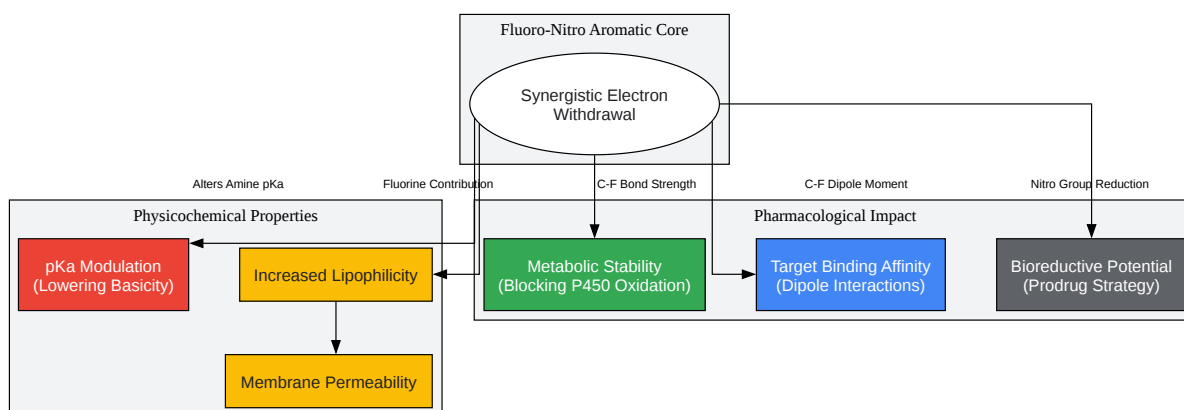 Fluoro-Nitro Aromatic Core
Synergistic Electron
Withdrawal
Alters Amine pKa
Fluorine Contribution
C-F Bond Strength
C-F Dipole Moment
Nitro Group Reduction
Physicochemical Properties
Pharmacological Impact
pKa Modulation
(Lowering Basicity)
Increased Lipophilicity
Metabolic Stability
(Blocking P450 Oxidation)
Target Binding Affinity
(Dipole Interactions)
Bioreductive Potential
(Prodrug Strategy)
Membrane Permeability